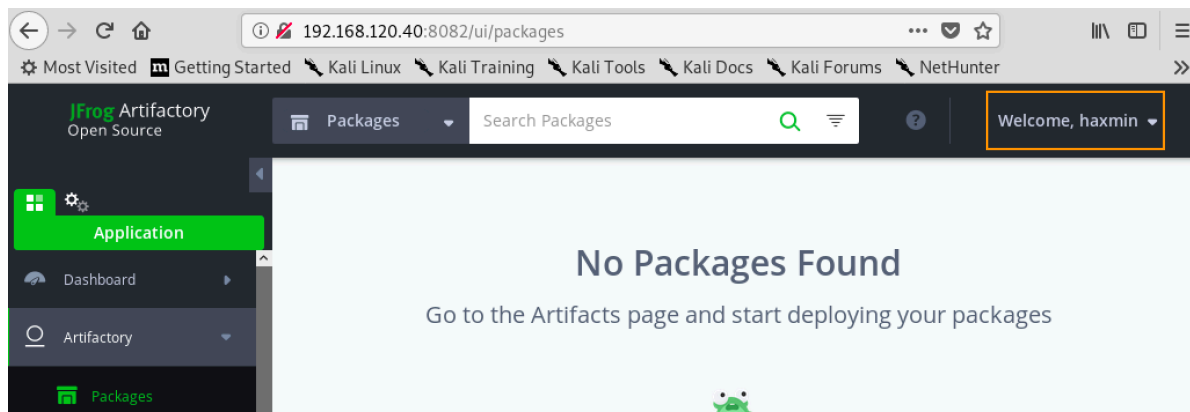 192.168.120.40:8082/ui/packages
Most Visited Getting Started Kali Linux Kali Training Kali Tools Kali Docs Kali Forums NetHunter
JFrog Artifactory
Open Source
Packages
Search Packages
Welcome, haxmin
Application
Dashboard
Artifactory
Packages
No Packages Found
Go to the Artifacts page and start deploying your packages